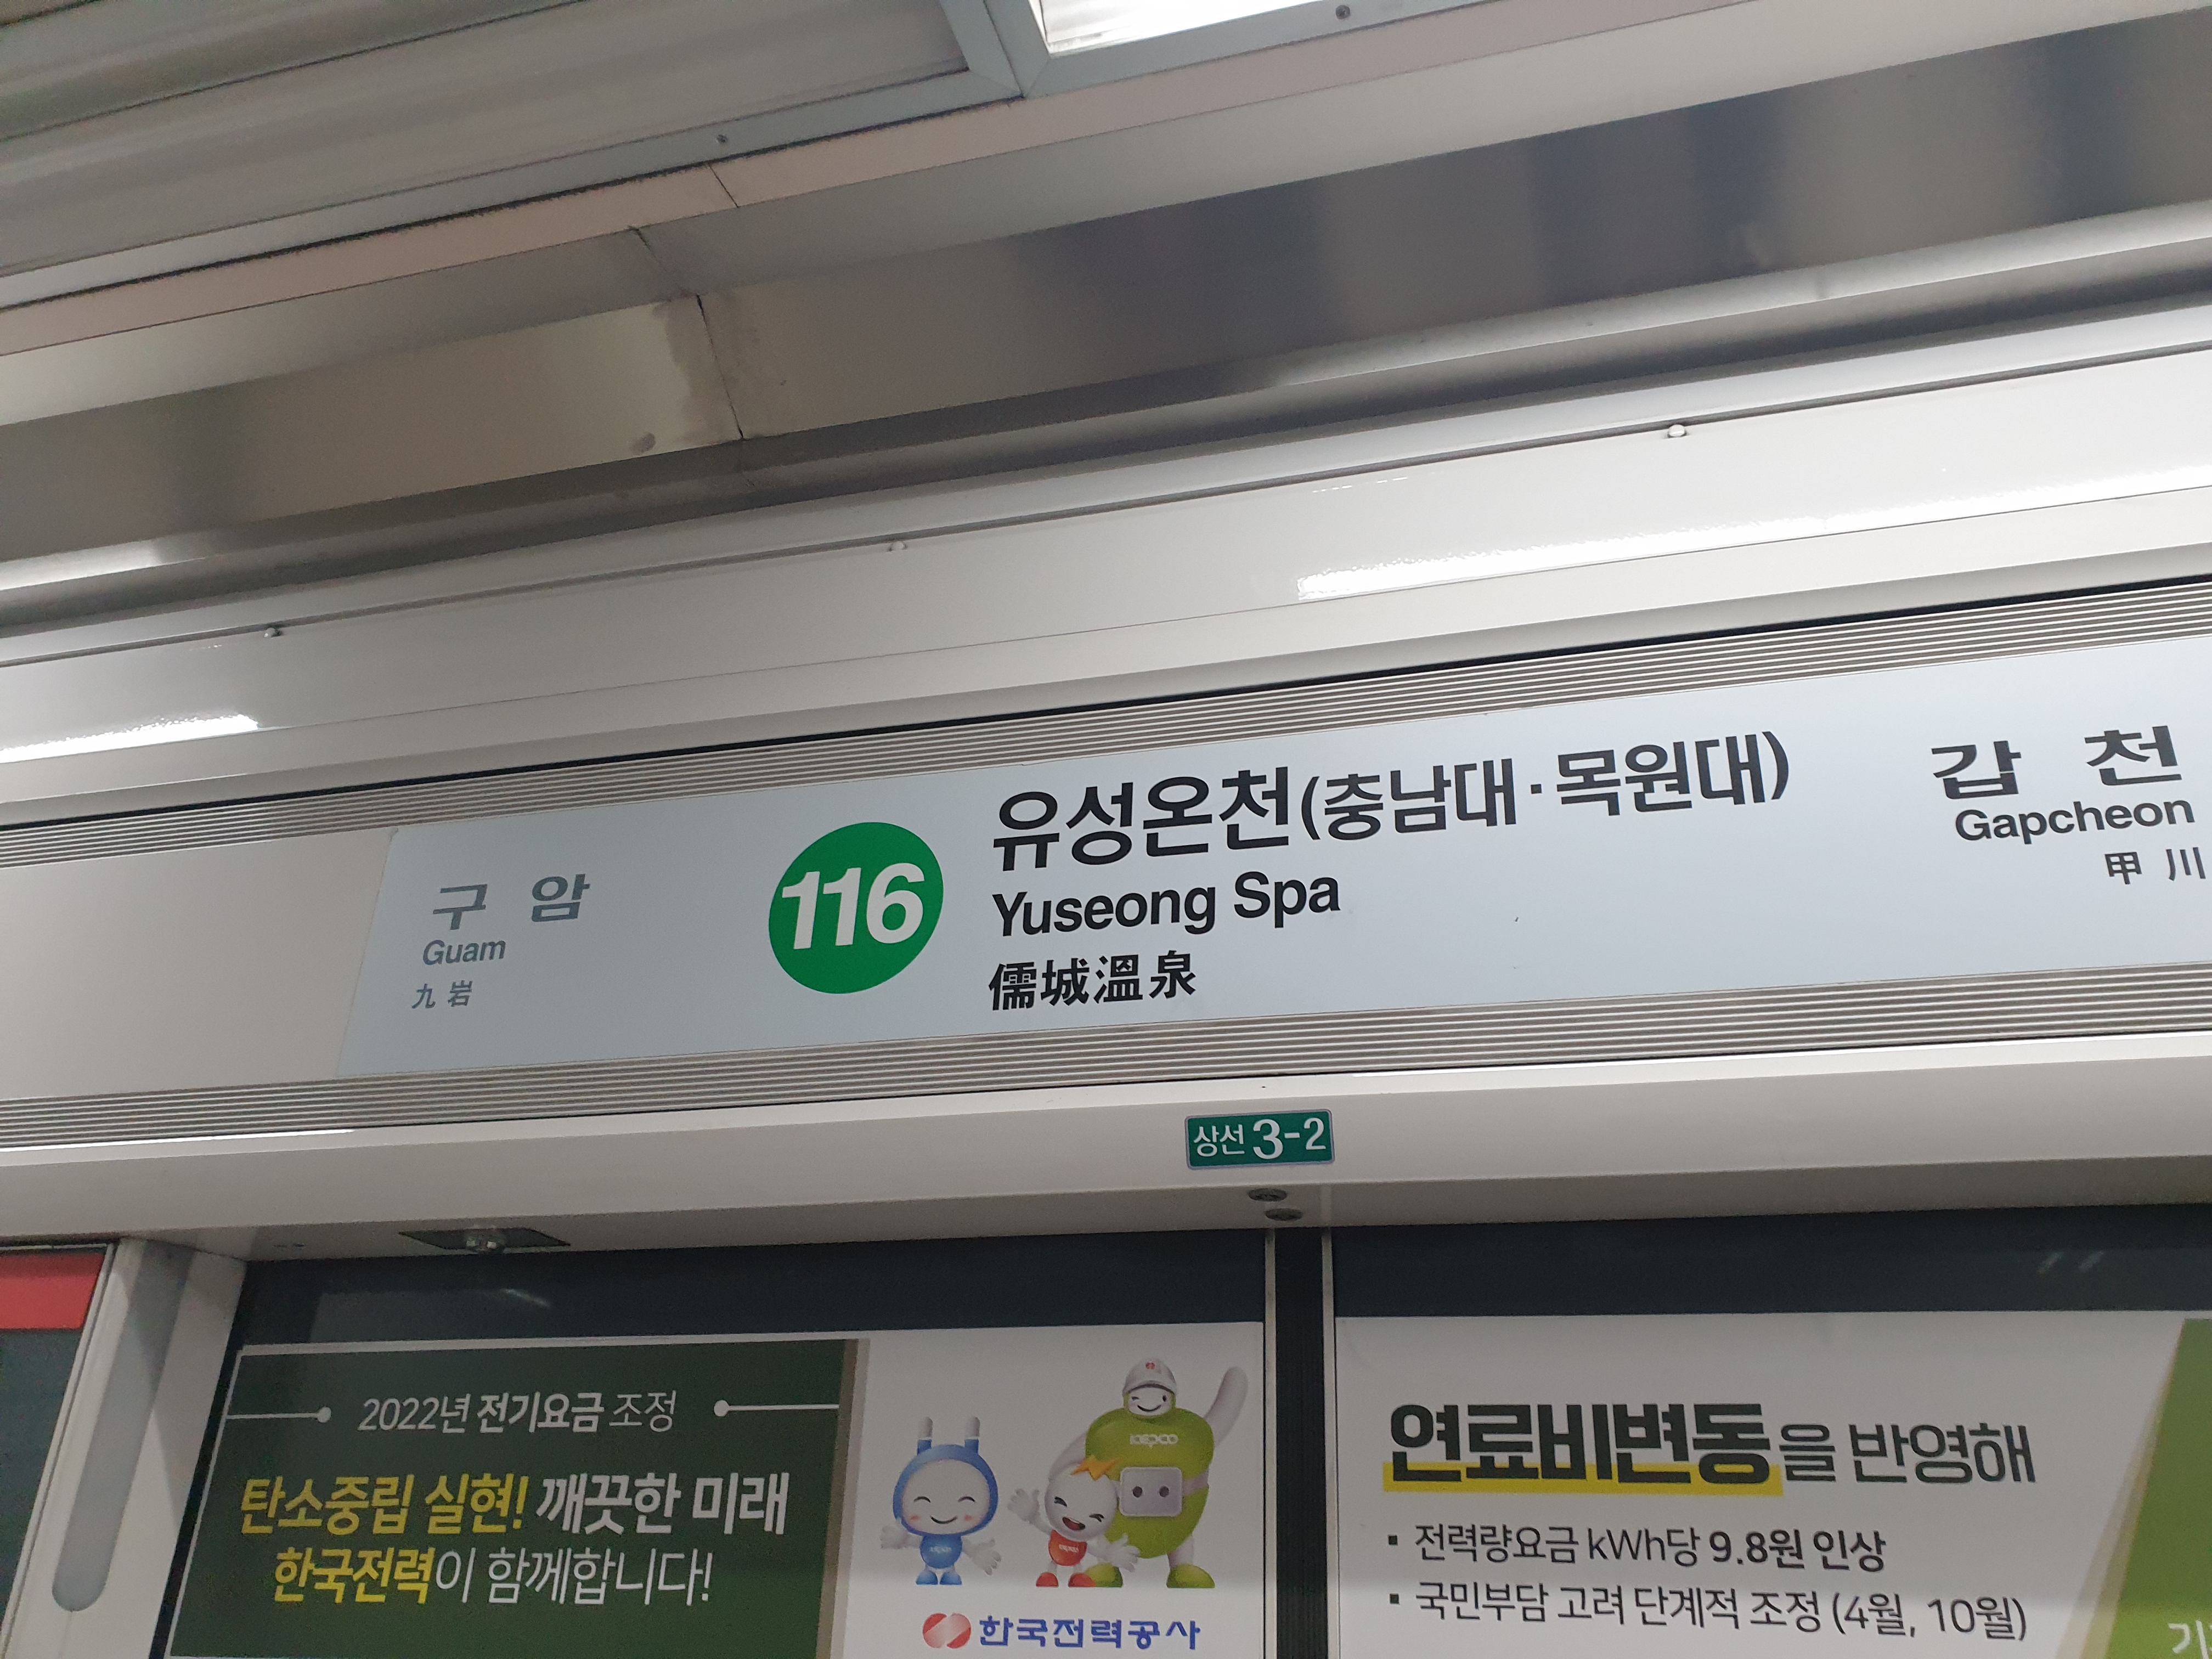 구 암
Guam
九 岩
116
유성온천(충남대·목원대)
Yuseong Spa
儒城溫泉
갑 천
Gapcheon
甲 川
상선 3-2
2022년 전기요금 조정
탄소중립 실현! 깨끗한 미래
한국전력이 함께합니다!
KEPCO
한국전력공사
연료비변동을 반영해
▪ 전력량요금 kWh당 9.8원 인상
▪ 국민부담 고려 단계적 조정 (4월, 10월)